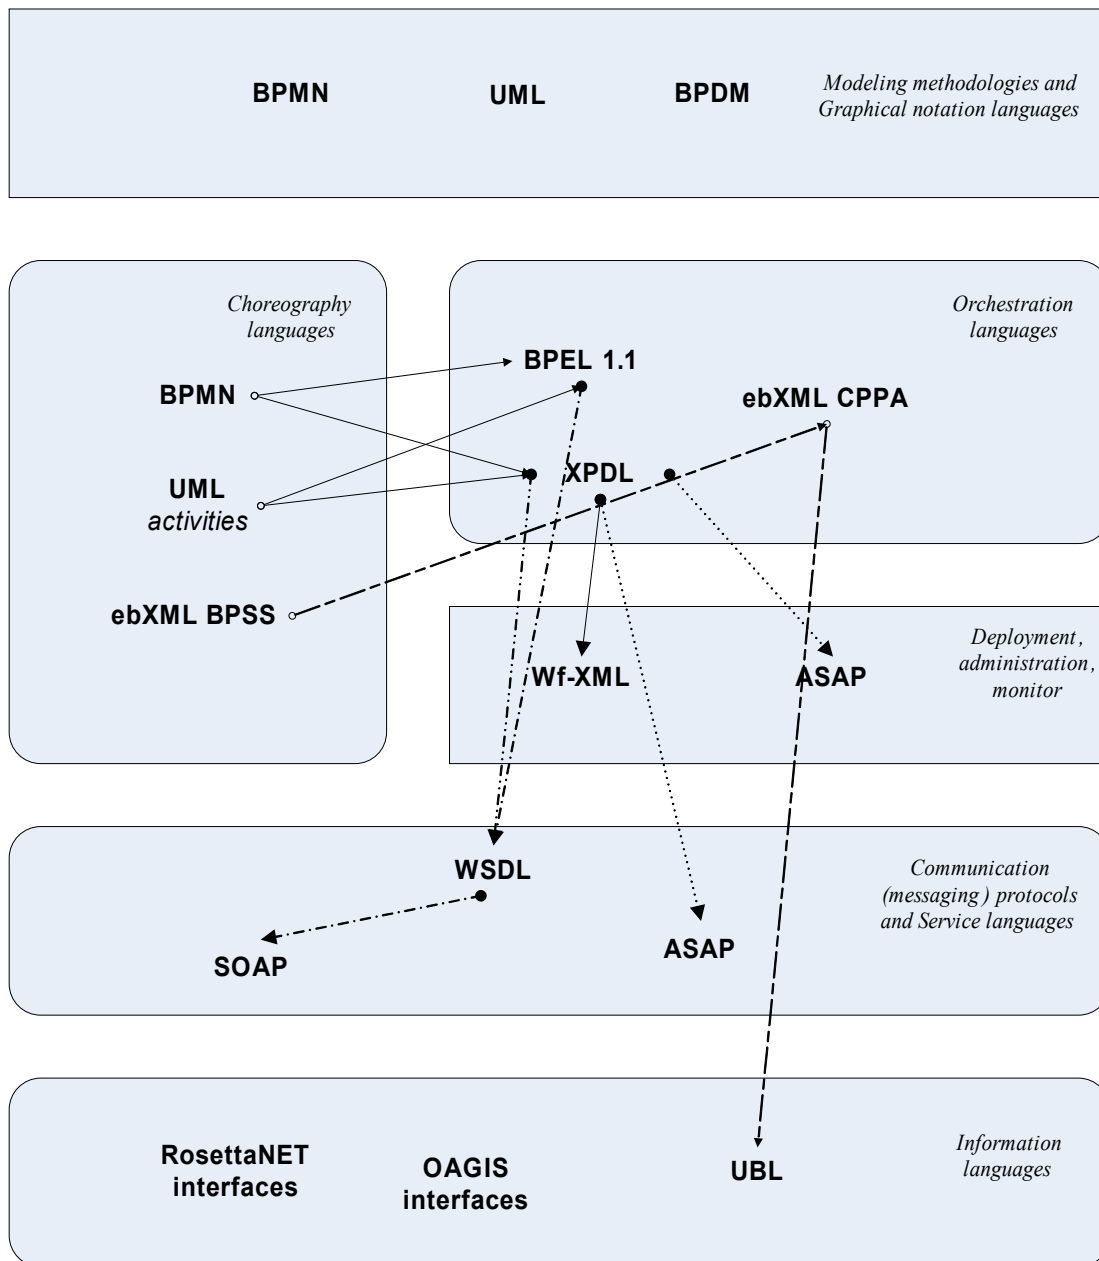 BPMN
UML
BPDM
Modeling methodologies and
Graphical notation languages
Choreography
languages
BPMN
UML
activities
ebXML BPSS
Orchestration
languages
BPEL 1.1
ebXML CPPA
XPDL
Deployment,
administration,
monitor
Wf-XML
ASAP
WSDL
Communication
(messaging) protocols
and Service languages
SOAP
ASAP
RosettaNET
interfaces
OAGIS
interfaces
UBL
Information
languages